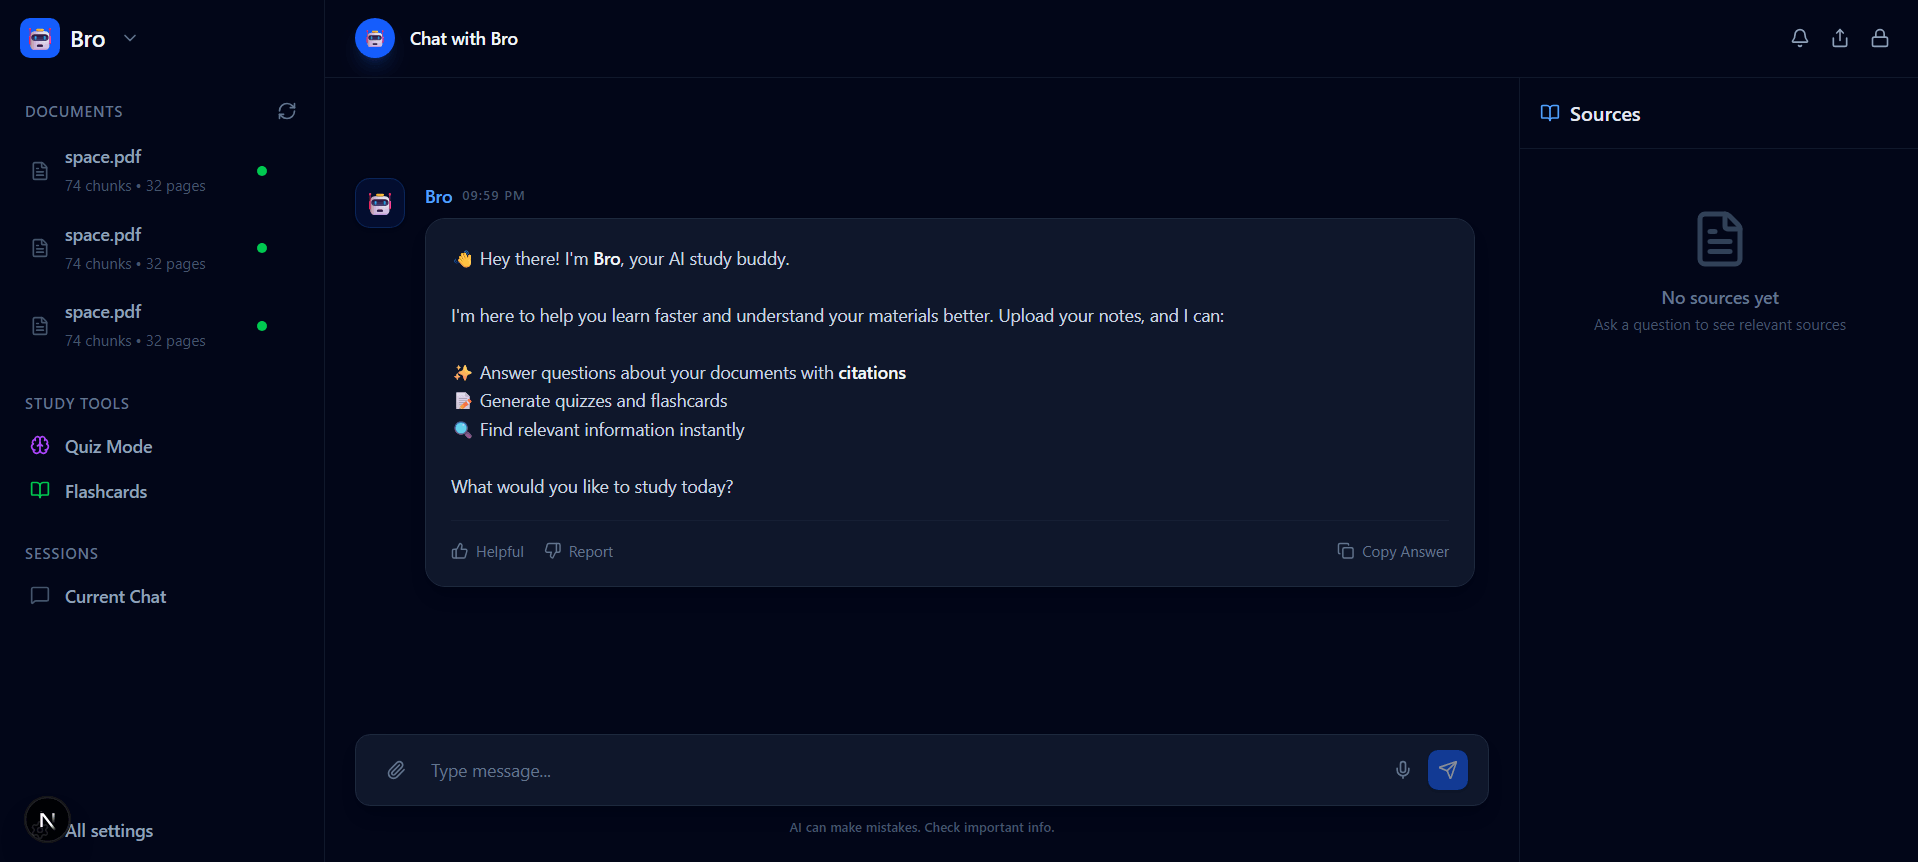 Bro
Chat with Bro
DOCUMENTS
space.pdf
74 chunks • 32 pages
space.pdf
74 chunks • 32 pages
space.pdf
74 chunks • 32 pages
STUDY TOOLS
Quiz Mode
Flashcards
SESSIONS
Current Chat
N
All settings
Bro 09:59 PM
👋 Hey there! I'm Bro, your AI study buddy.
I'm here to help you learn faster and understand your materials better. Upload your notes, and I can:
✨ Answer questions about your documents with citations
📝 Generate quizzes and flashcards
🔍 Find relevant information instantly
What would you like to study today?
Helpful Report Copy Answer
Type message...
AI can make mistakes. Check important info.
Sources
No sources yet
Ask a question to see relevant sources